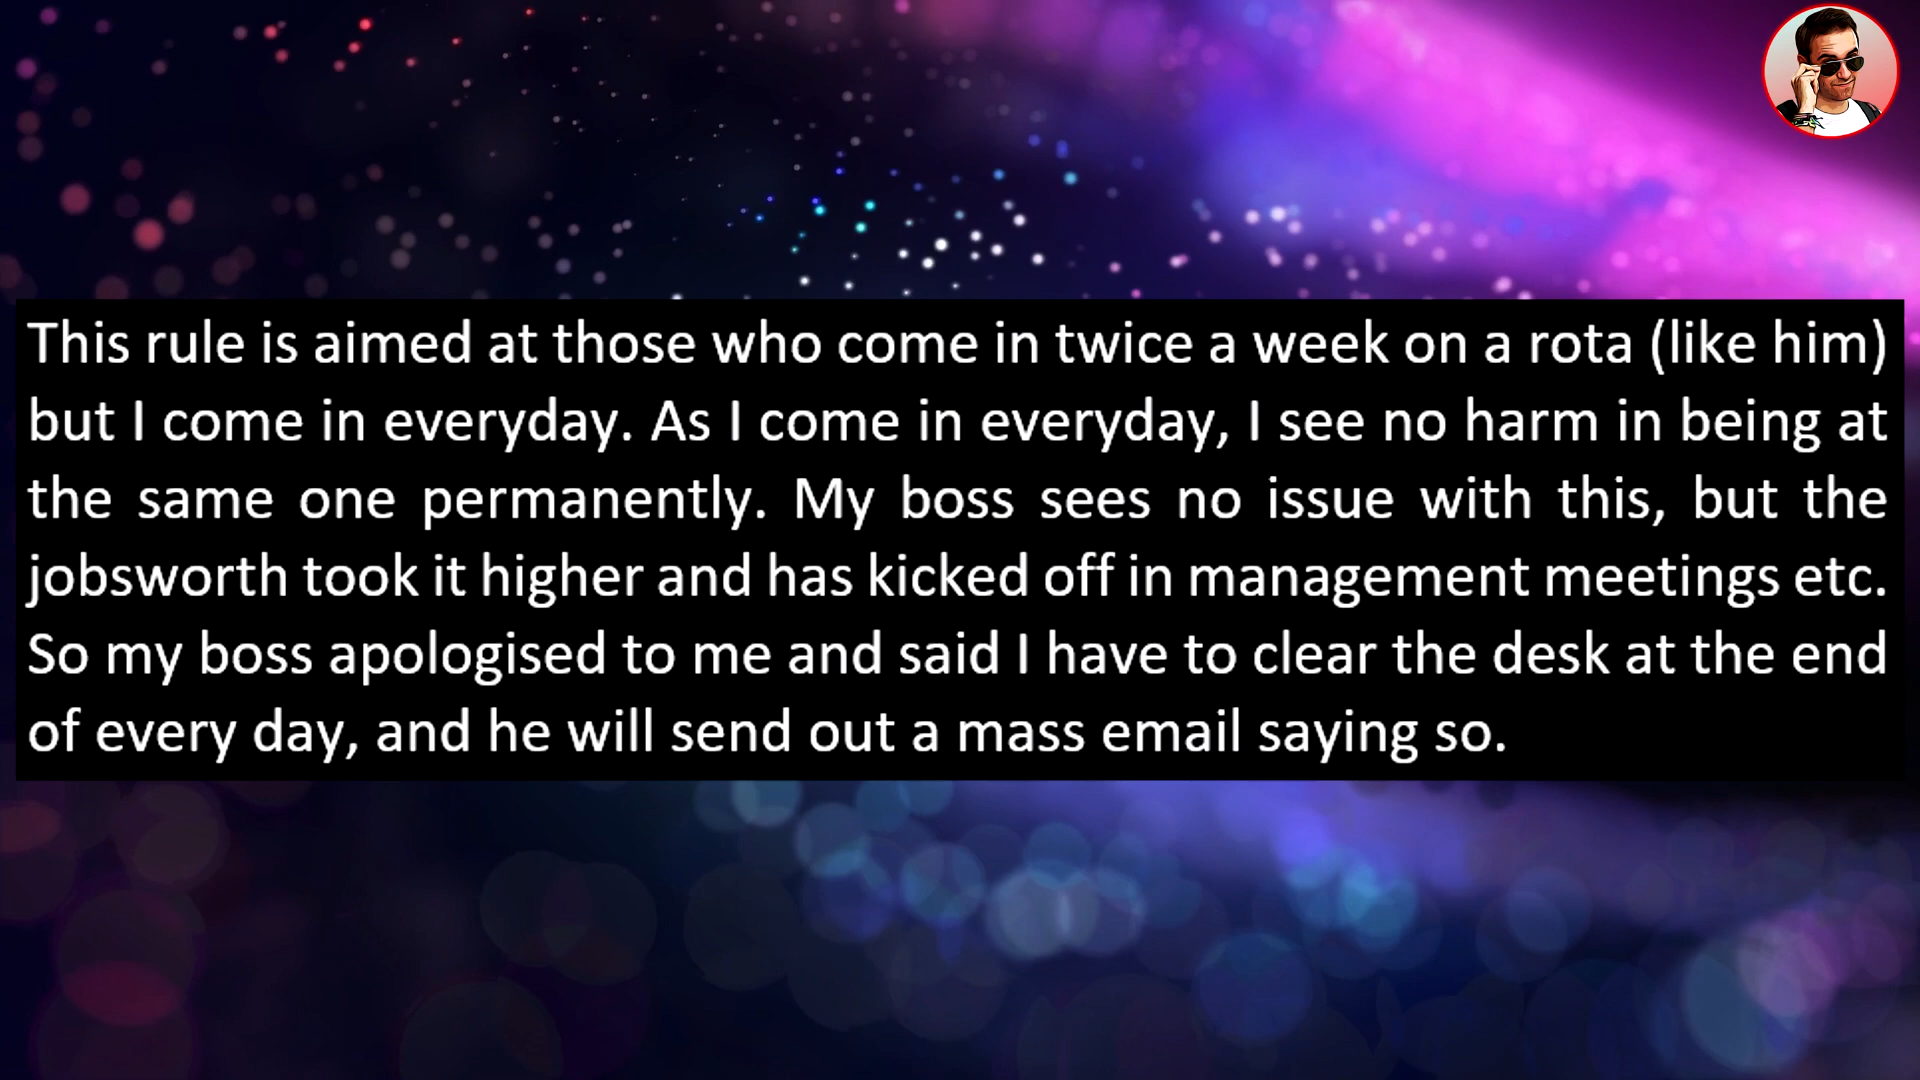 This rule is aimed at those who come in twice a week on a rota (like him)
but I come in everyday. As I come in everyday, I see no harm in being at
the same one permanently. My boss sees no issue with this, but the
jobsworth took it higher and has kicked off in management meetings etc.
So my boss apologised to me and said I have to clear the desk at the end
of every day, and he will send out a mass email saying so.